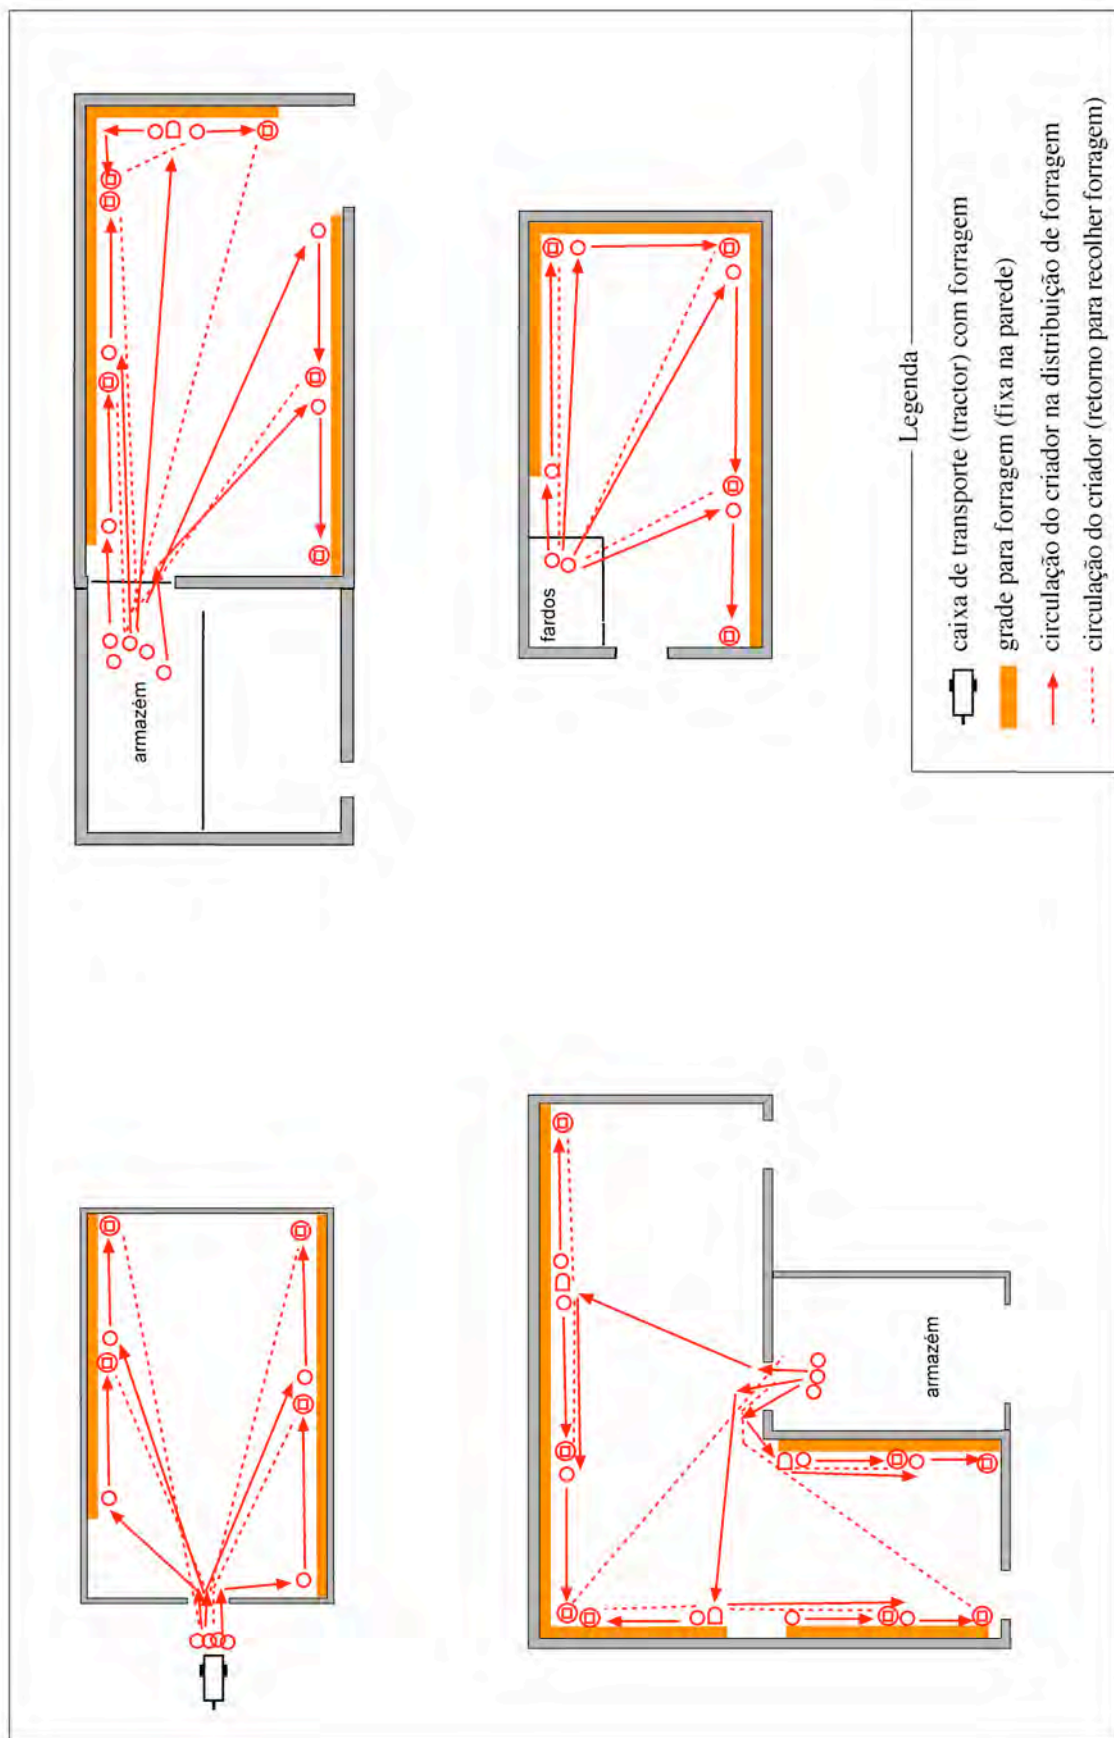 armazém
fardos
armazém
Legenda
caixa de transporte (tractor) com forragem
grade para forragem (fixa na parede)
circulação do criador na distribuição de forragem
circulação do criador (retorno para recolher forragem)